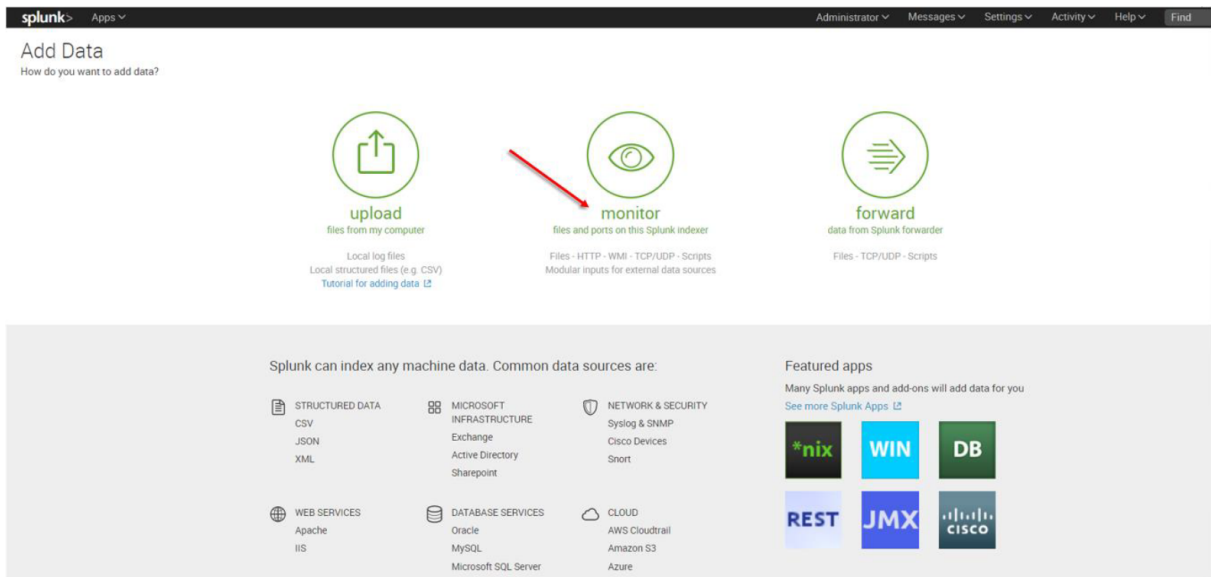 splunk> Apps Administrator Messages Settings Activity Help Find
Add Data
How do you want to add data?
upload
files from my computer
Local log files
Local structured files (e.g. CSV)
Tutorial for adding data
monitor
files and ports on this Splunk indexer
Files - HTTP - WMI - TCP/UDP - Scripts
Modular inputs for external data sources
forward
data from Splunk forwarder
Files - TCP/UDP - Scripts
Splunk can index any machine data. Common data sources are:
STRUCTURED DATA
CSV
JSON
XML
MICROSOFT
INFRASTRUCTURE
Exchange
Active Directory
Sharepoint
NETWORK & SECURITY
Syslog & SNMP
Cisco Devices
Snort
WEB SERVICES
Apache
IIS
DATABASE SERVICES
Oracle
MySQL
Microsoft SQL Server
CLOUD
AWS Cloudtrail
Amazon S3
Azure
Featured apps
Many Splunk apps and add-ons will add data for you
See more Splunk Apps
*nix
WIN
DB
REST
JMX
CISCO